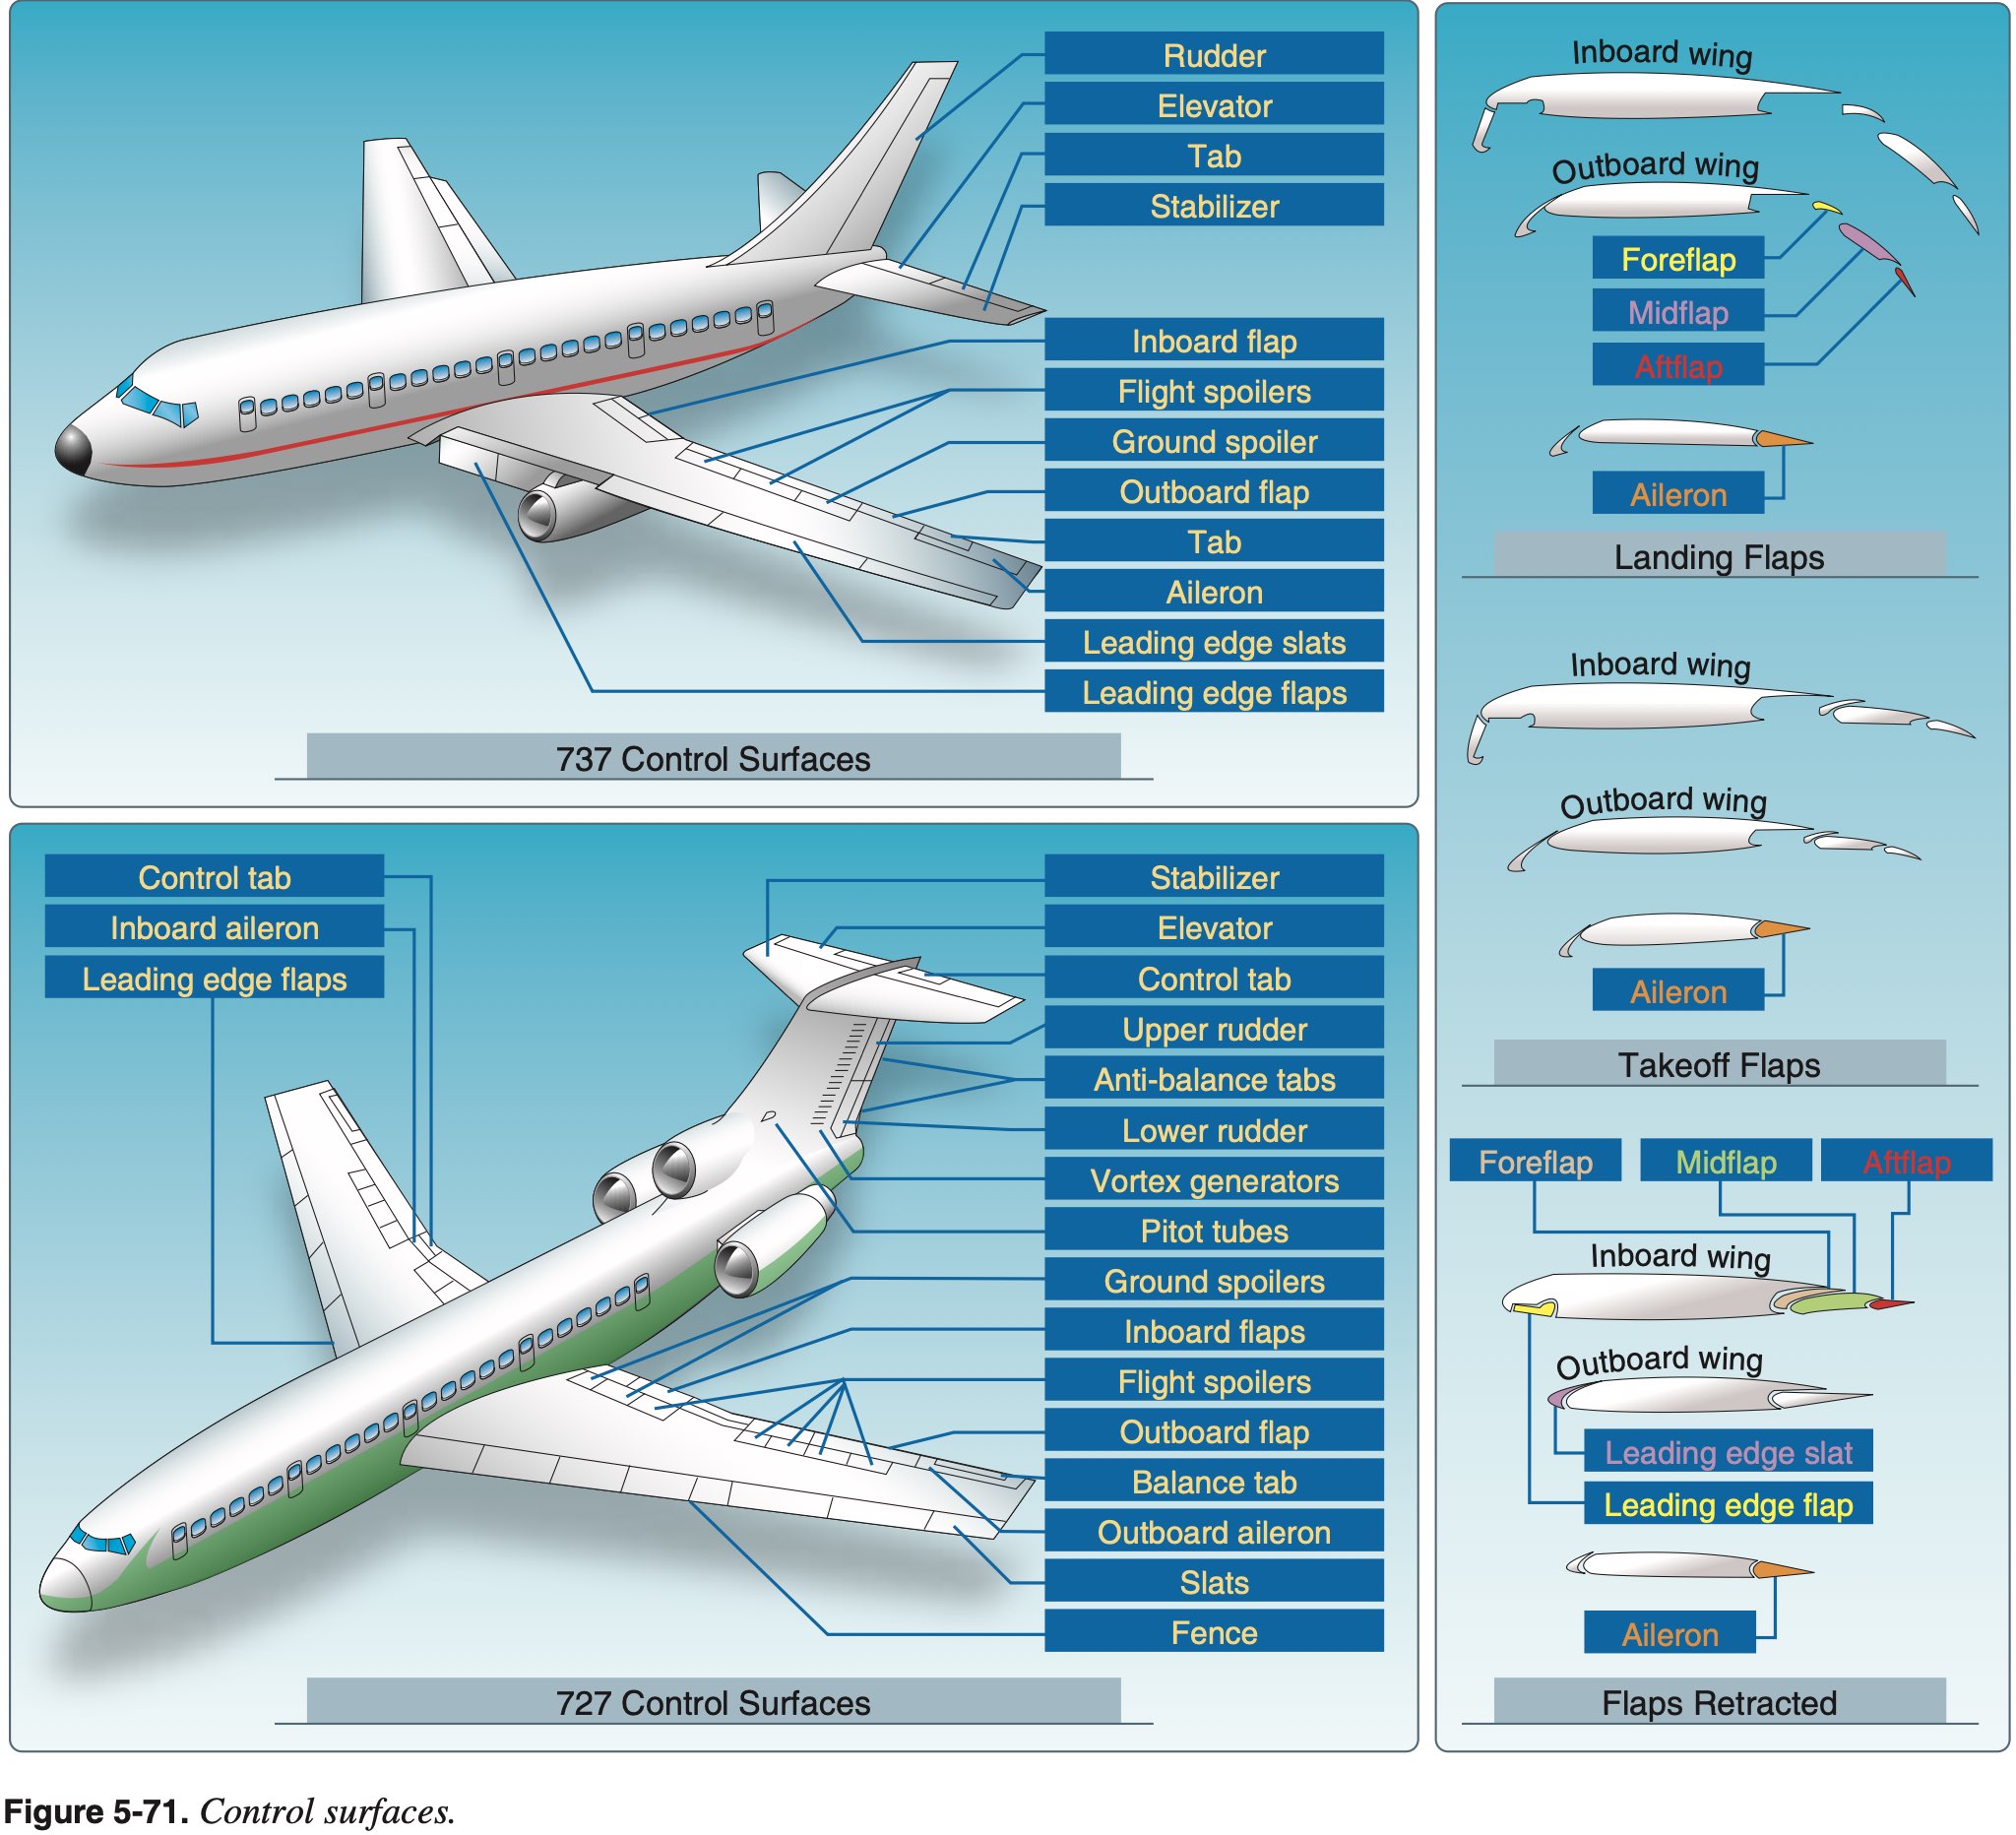 Rudder
Elevator
Tab
Stabilizer
Inboard flap
Flight spoilers
Ground spoiler
Outboard flap
Tab
Aileron
Leading edge slats
Leading edge flaps
737 Control Surfaces
Control tab
Inboard aileron
Leading edge flaps
Stabilizer
Elevator
Control tab
Upper rudder
Anti-balance tabs
Lower rudder
Vortex generators
Pitot tubes
Ground spoilers
Inboard flaps
Flight spoilers
Outboard flap
Balance tab
Outboard aileron
Slats
Fence
727 Control Surfaces
Inboard wing
Outboard wing
Foreflap
Midflap
Aftflap
Aileron
Landing Flaps
Inboard wing
Outboard wing
Aileron
Takeoff Flaps
Foreflap Midflap Aftflap
Inboard wing
Outboard wing
Leading edge slat
Leading edge flap
Aileron
Flaps Retracted
Figure 5-71. Control surfaces.